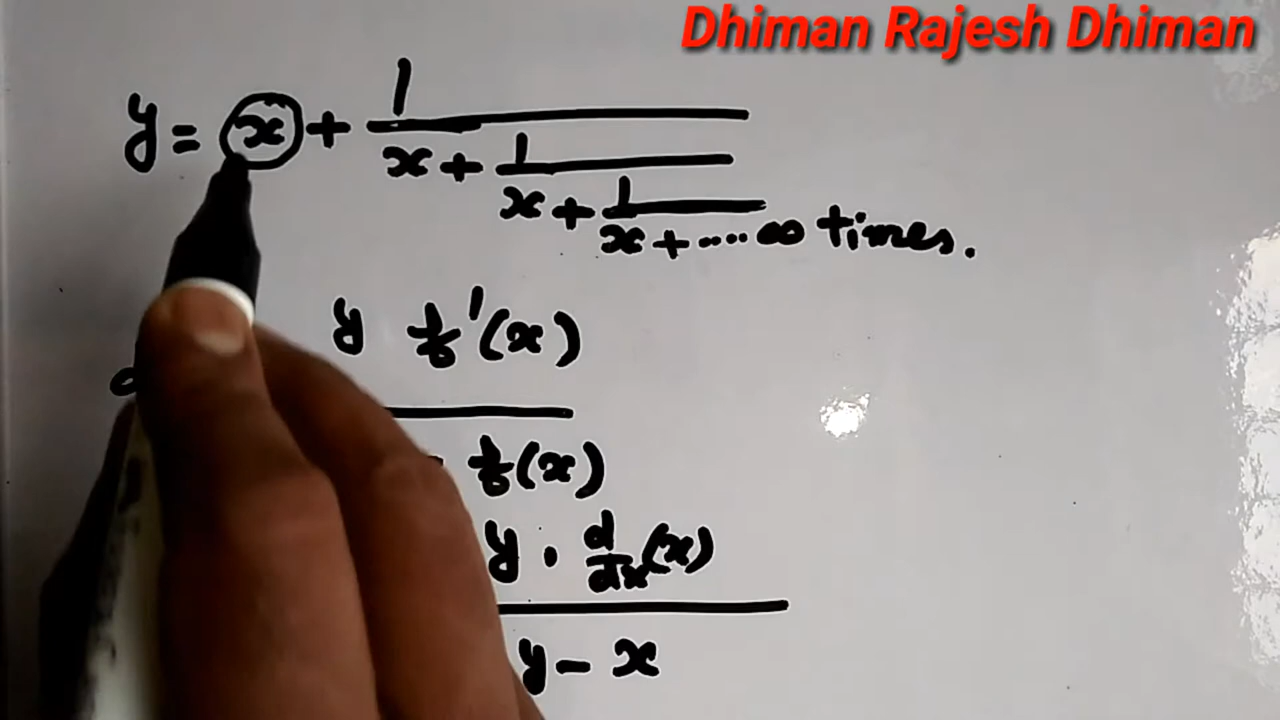 Dhiman Rajesh Dhiman
y = x + 1
x + 1
x + 1
x + .... ∞ times.
y f'(x)
f(x)
y . d/dx (x)
y - x